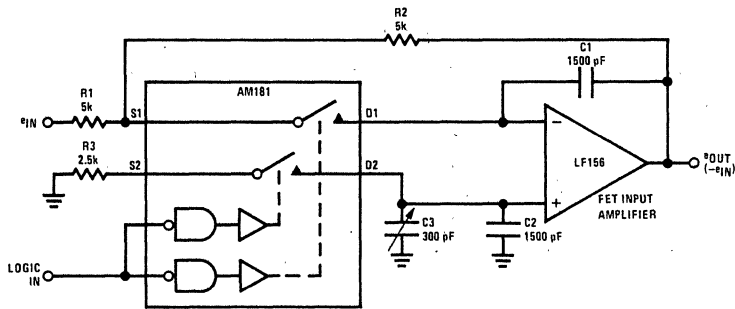 R2
5k
C1
1500 pF
AM181
R1
5k
eIN
S1
D1
R3
2.5k
S2
D2
−
LF156
+
eOUT
(-eIN)
FET INPUT
AMPLIFIER
C3
300 pF
C2
1500 pF
LOGIC
IN